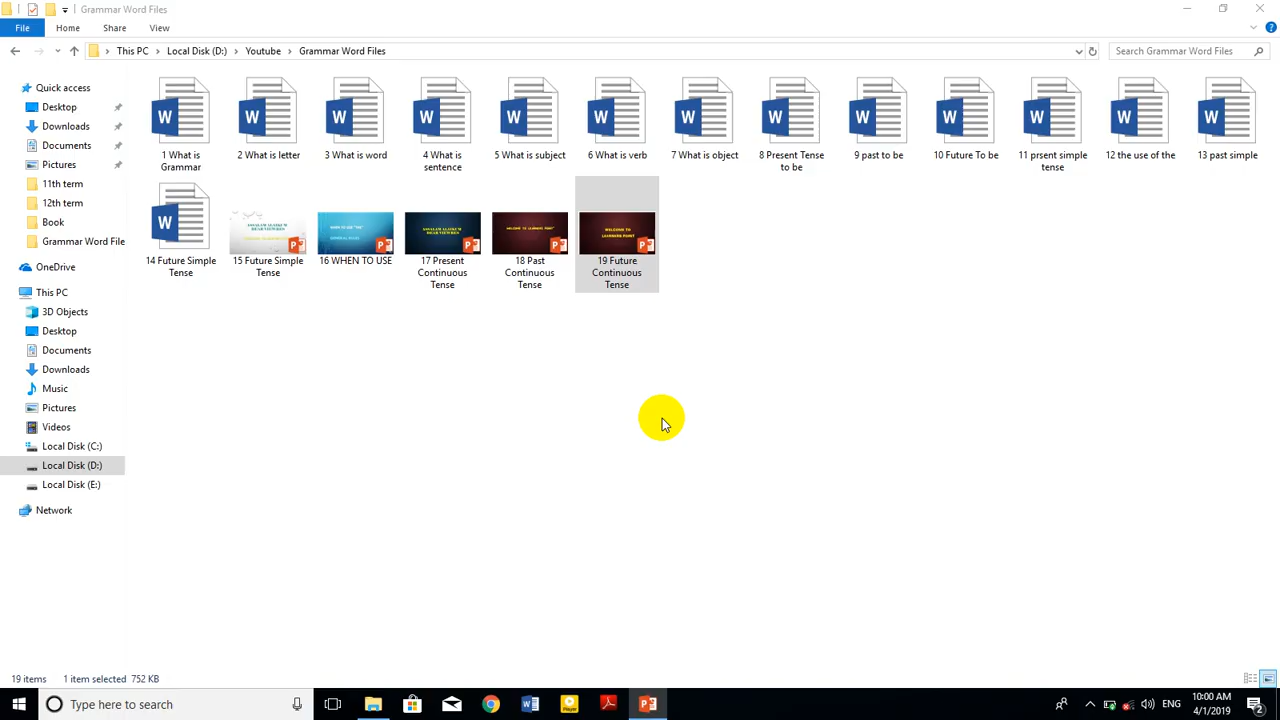 Grammar Word Files
File Home Share View
This PC Local Disk (D:) Youtube Grammar Word Files
Search Grammar Word Files
Quick access
Desktop
Downloads
Documents
Pictures
11th term
12th term
Book
Grammar Word File
OneDrive
This PC
3D Objects
Desktop
Documents
Downloads
Music
Pictures
Videos
Local Disk (C:)
Local Disk (D:)
Local Disk (E:)
Network
1 What is
Grammar
2 What is letter
3 What is word
4 What is
sentence
5 What is subject
6 What is verb
7 What is object
8 Present Tense
to be
9 past to be
10 Future To be
11 prsent simple
tense
12 the use of the
13 past simple
14 Future Simple
Tense
15 Future Simple
Tense
16 WHEN TO USE
17 Present
Continuous
Tense
18 Past
Continuous
Tense
19 Future
Continuous
Tense
19 items 1 item selected 752 KB
Type here to search
ENG
10:00 AM
4/1/2019